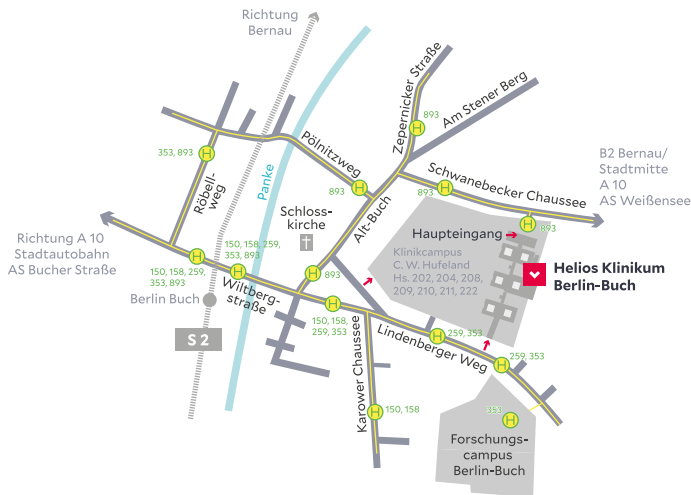 Richtung
Bernau
Zepernicker Straße
Am Stener Berg
893
Pölnitzweg
353, 893
Röbell-
weg
Panke
893
893
Schwanebecker Chaussee
B2 Bernau/
Stadtmitte
A 10
AS Weißensee
Schloss-
kirche
Alt-Buch
Haupteingang
893
Klinikcampus
C. W. Hufeland
Hs. 202, 204, 208,
209, 210, 211, 222
Helios Klinikum
Berlin-Buch
Richtung A 10
Stadtautobahn
AS Bucher Straße
150, 158, 259,
353, 893
150, 158, 259,
353, 893
893
Wiltberg-
straße
Berlin Buch
S 2
150, 158,
259, 353
Karower Chaussee
Lindenberger Weg
259, 353
259, 353
150, 158
353
Forschungs-
campus
Berlin-Buch
H
H
H
H
H
H
H
H
H
H
H
H
H